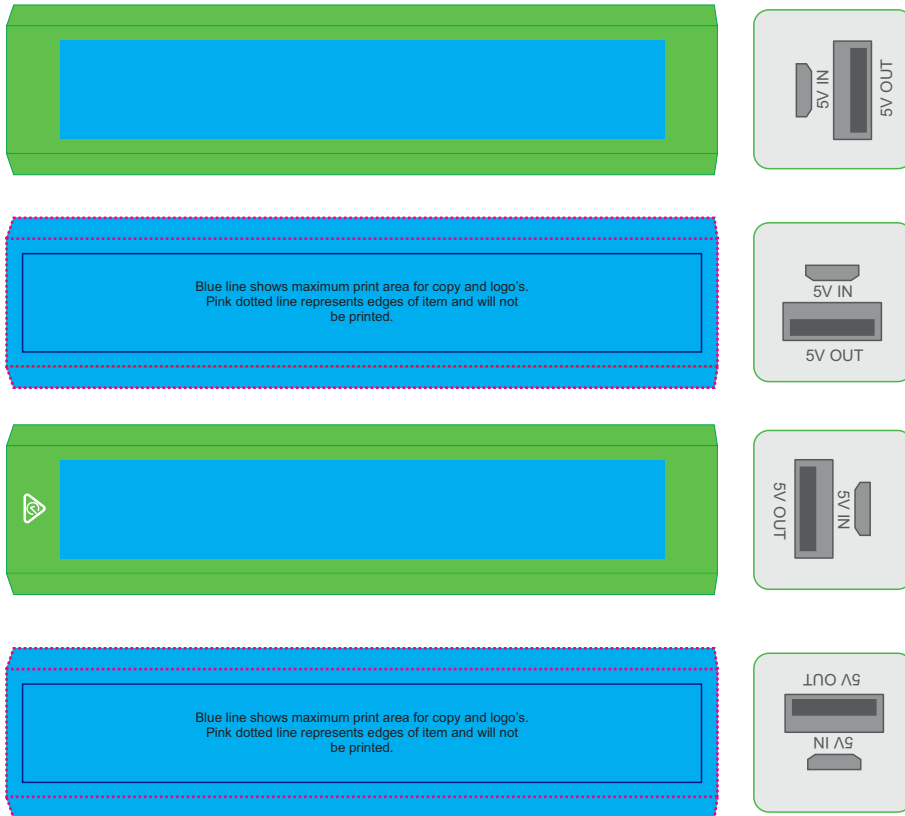 5V IN
5V OUT
Blue line shows maximum print area for copy and logo's.
Pink dotted line represents edges of item and will not
be printed.
5V IN
5V OUT
5V OUT
5V IN
Blue line shows maximum print area for copy and logo's.
Pink dotted line represents edges of item and will not
be printed.
5V OUT
5V IN